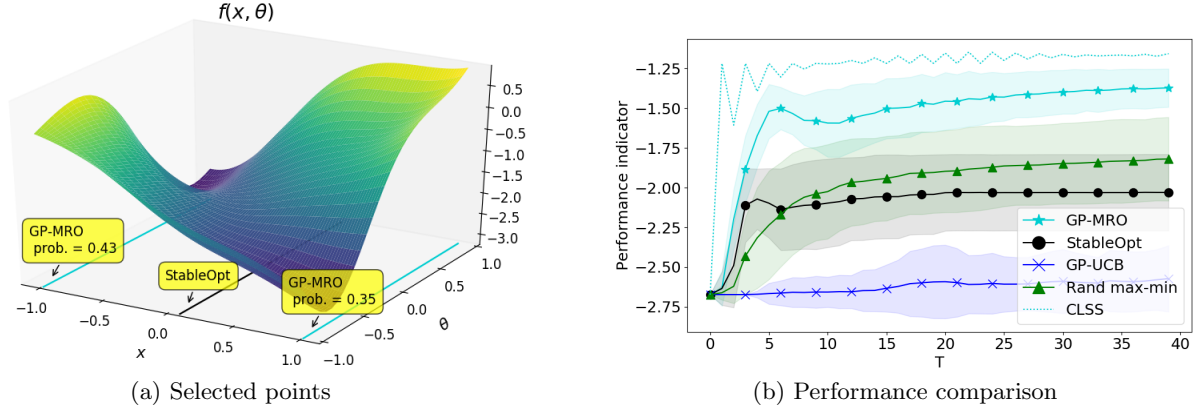 f(x, θ)
0.5
0.0
−0.5
−1.0
−1.5
−2.0
−2.5
−3.0
GP-MRO
prob. = 0.43
StableOpt
GP-MRO
prob. = 0.35
−1.0
−0.5
0.0
0.5
1.0
x
−1.0
−0.5
0.0
0.5
1.0
θ
(a) Selected points
Performance indicator
−1.25
−1.50
−1.75
−2.00
−2.25
−2.50
−2.75
GP-MRO
StableOpt
GP-UCB
Rand max-min
CLSS
0 5 10 15 20 25 30 35 40
T
(b) Performance comparison